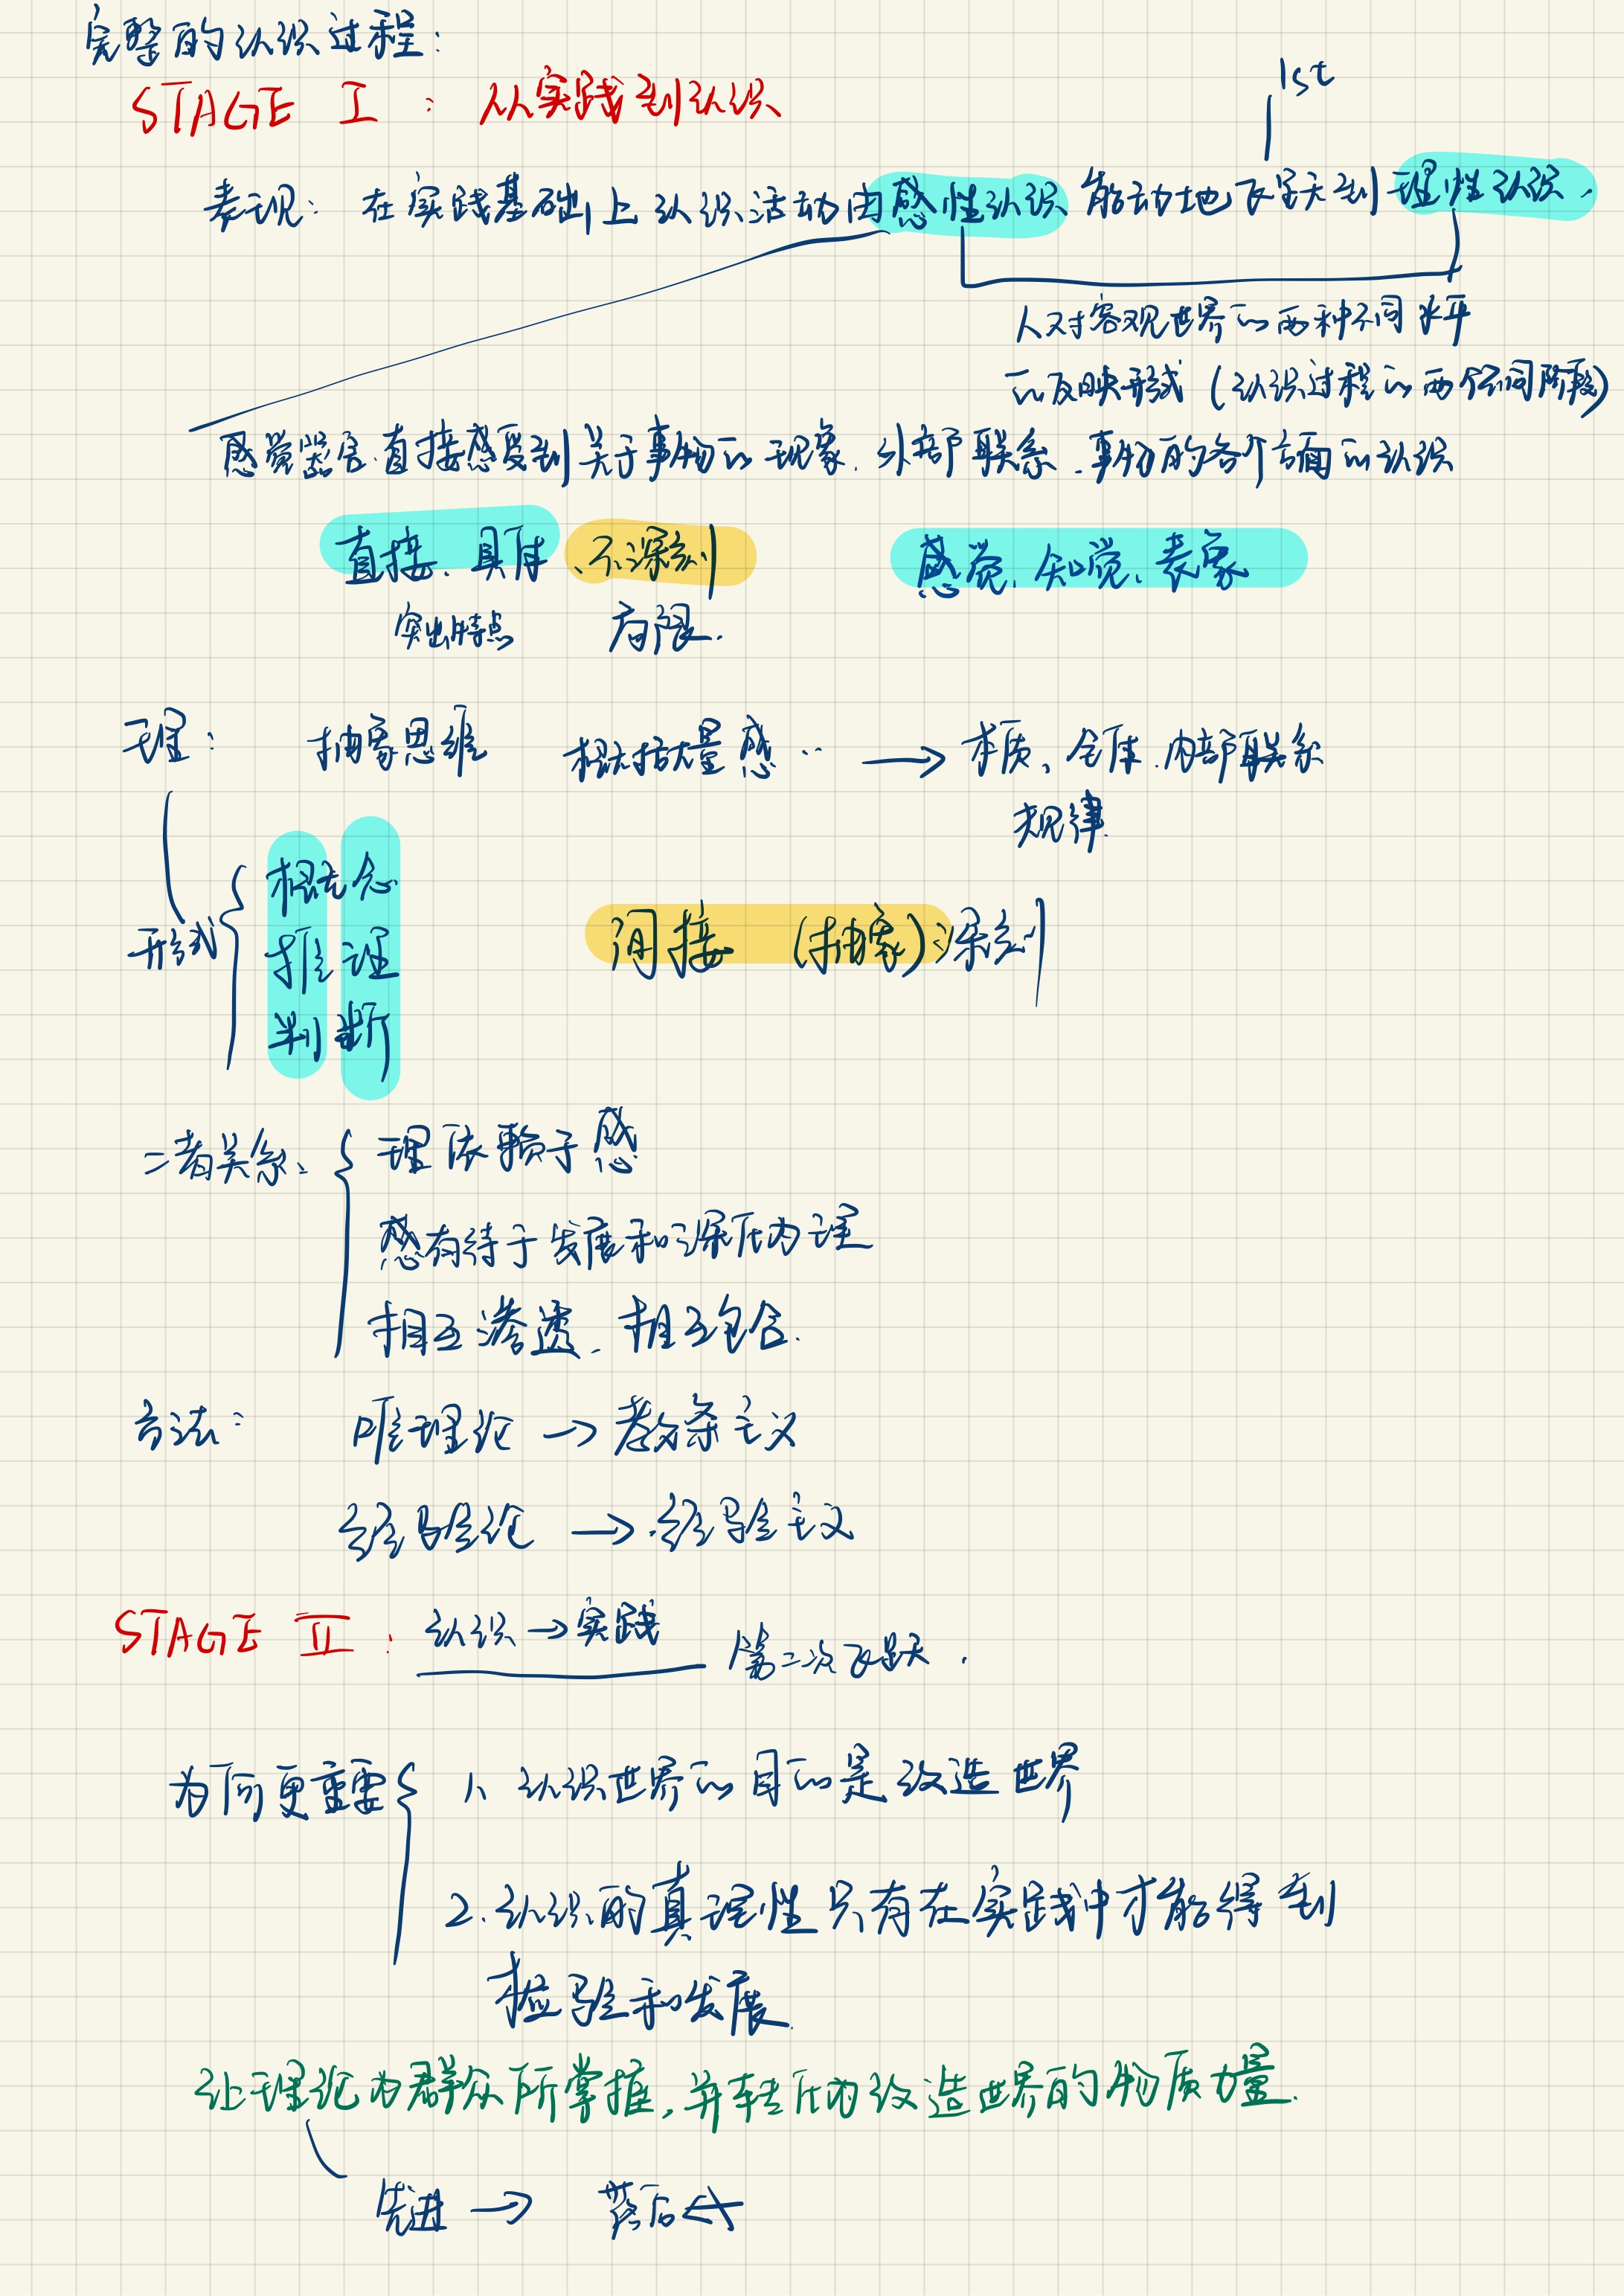 完整的认识过程:
STAGE I : 从实践到认识
1st
表现: 在实践基础上认识活动由感性认识能动地飞跃到理性认识.
人对客观世界的两种不同水平
的反映形式(认识过程的两个不同阶段)
感觉器官直接感受到关于事物的现象、外部联系、事物的各个方面的认识
直接、具体、不深刻 感觉、知觉、表象
突出特点 有限.
理: 抽象思维 概括大量感… → 本质、全体、内部联系
规律.
形式 { 概念
推理
判断
间接 (抽象) 深刻
二者关系、 { 理依赖于感
感有待于发展和深化为理
相互渗透、相互包含.
方法: 唯理论 → 教条主义
经验论 → 经验主义
STAGE II : 认识→实践 第二次飞跃.
为何更重要 { 1、认识世界的目的是改造世界
2.认识的真理性只有在实践中才能得到
检验和发展.
让理论为群众所掌握,并转化为改造世界的物质力量.
先进 → 落后